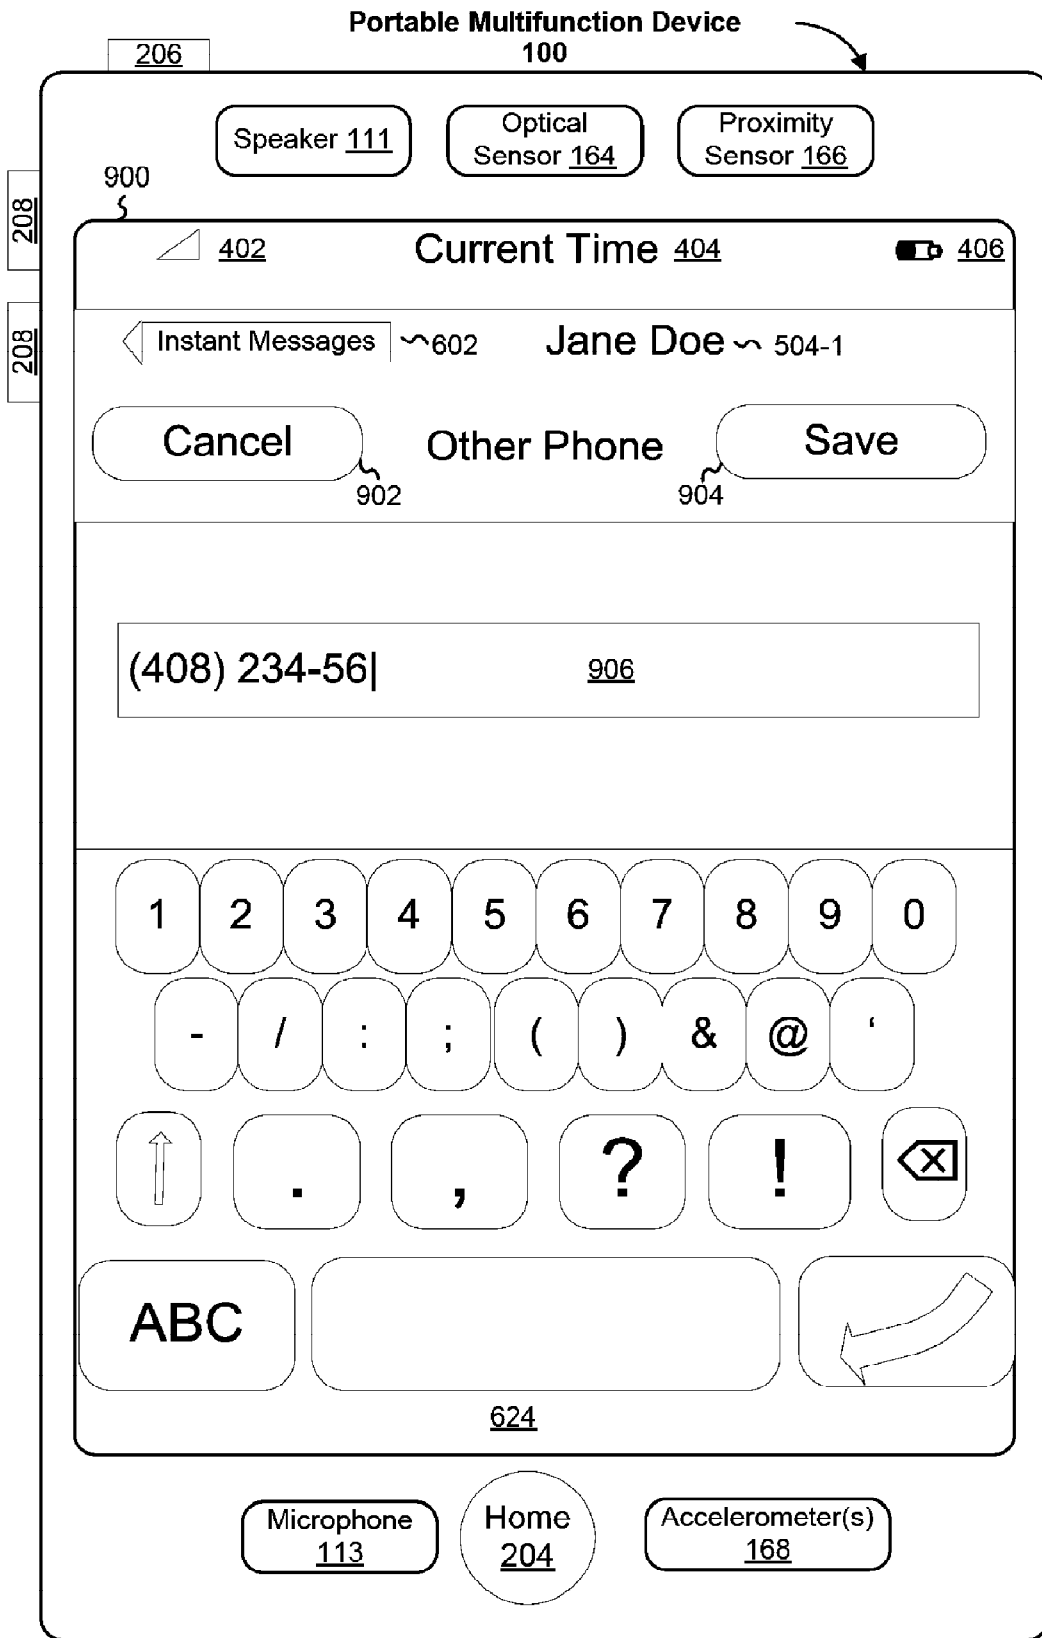 Portable Multifunction Device
100
206
Speaker 111
Optical
Sensor 164
Proximity
Sensor 166
900
208
402
Current Time 404
406
208
Instant Messages
602
Jane Doe
504-1
Cancel
Other Phone
Save
902
904
(408) 234-56|
906
1 2 3 4 5 6 7 8 9 0
- / : ; ( ) & @ ‘
. , ? !
ABC
624
Microphone
113
Home
204
Accelerometer(s)
168